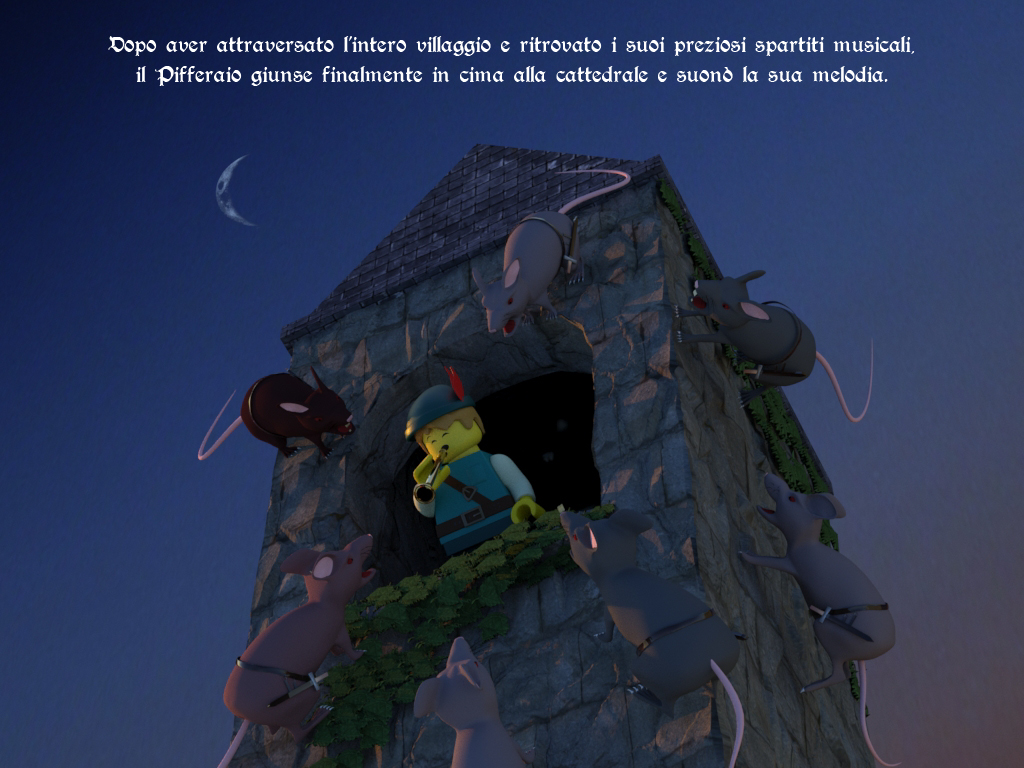 Dopo aver attraversato l'intero villaggio e ritrovato i suoi preziosi spartiti musicali,
il Pifferaio giunse finalmente in cima alla cattedrale e suonò la sua melodia.